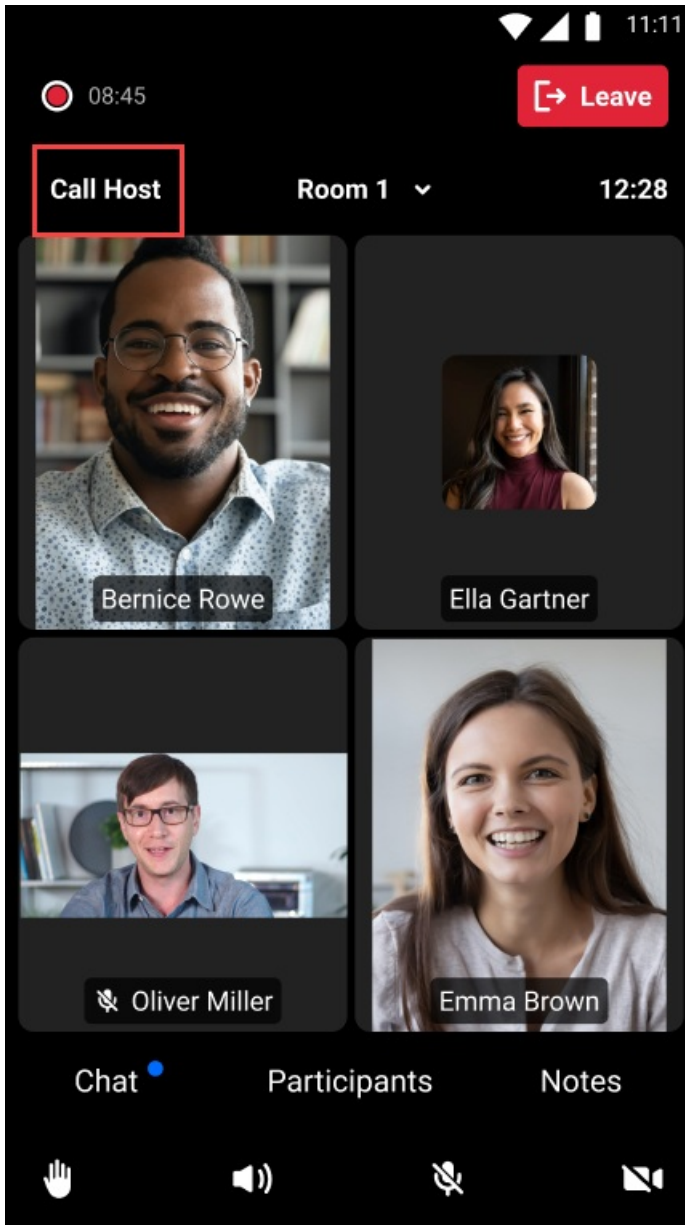 11:11
08:45
Leave
Call Host
Room 1
12:28
Bernice Rowe
Ella Gartner
Oliver Miller
Emma Brown
Chat
Participants
Notes